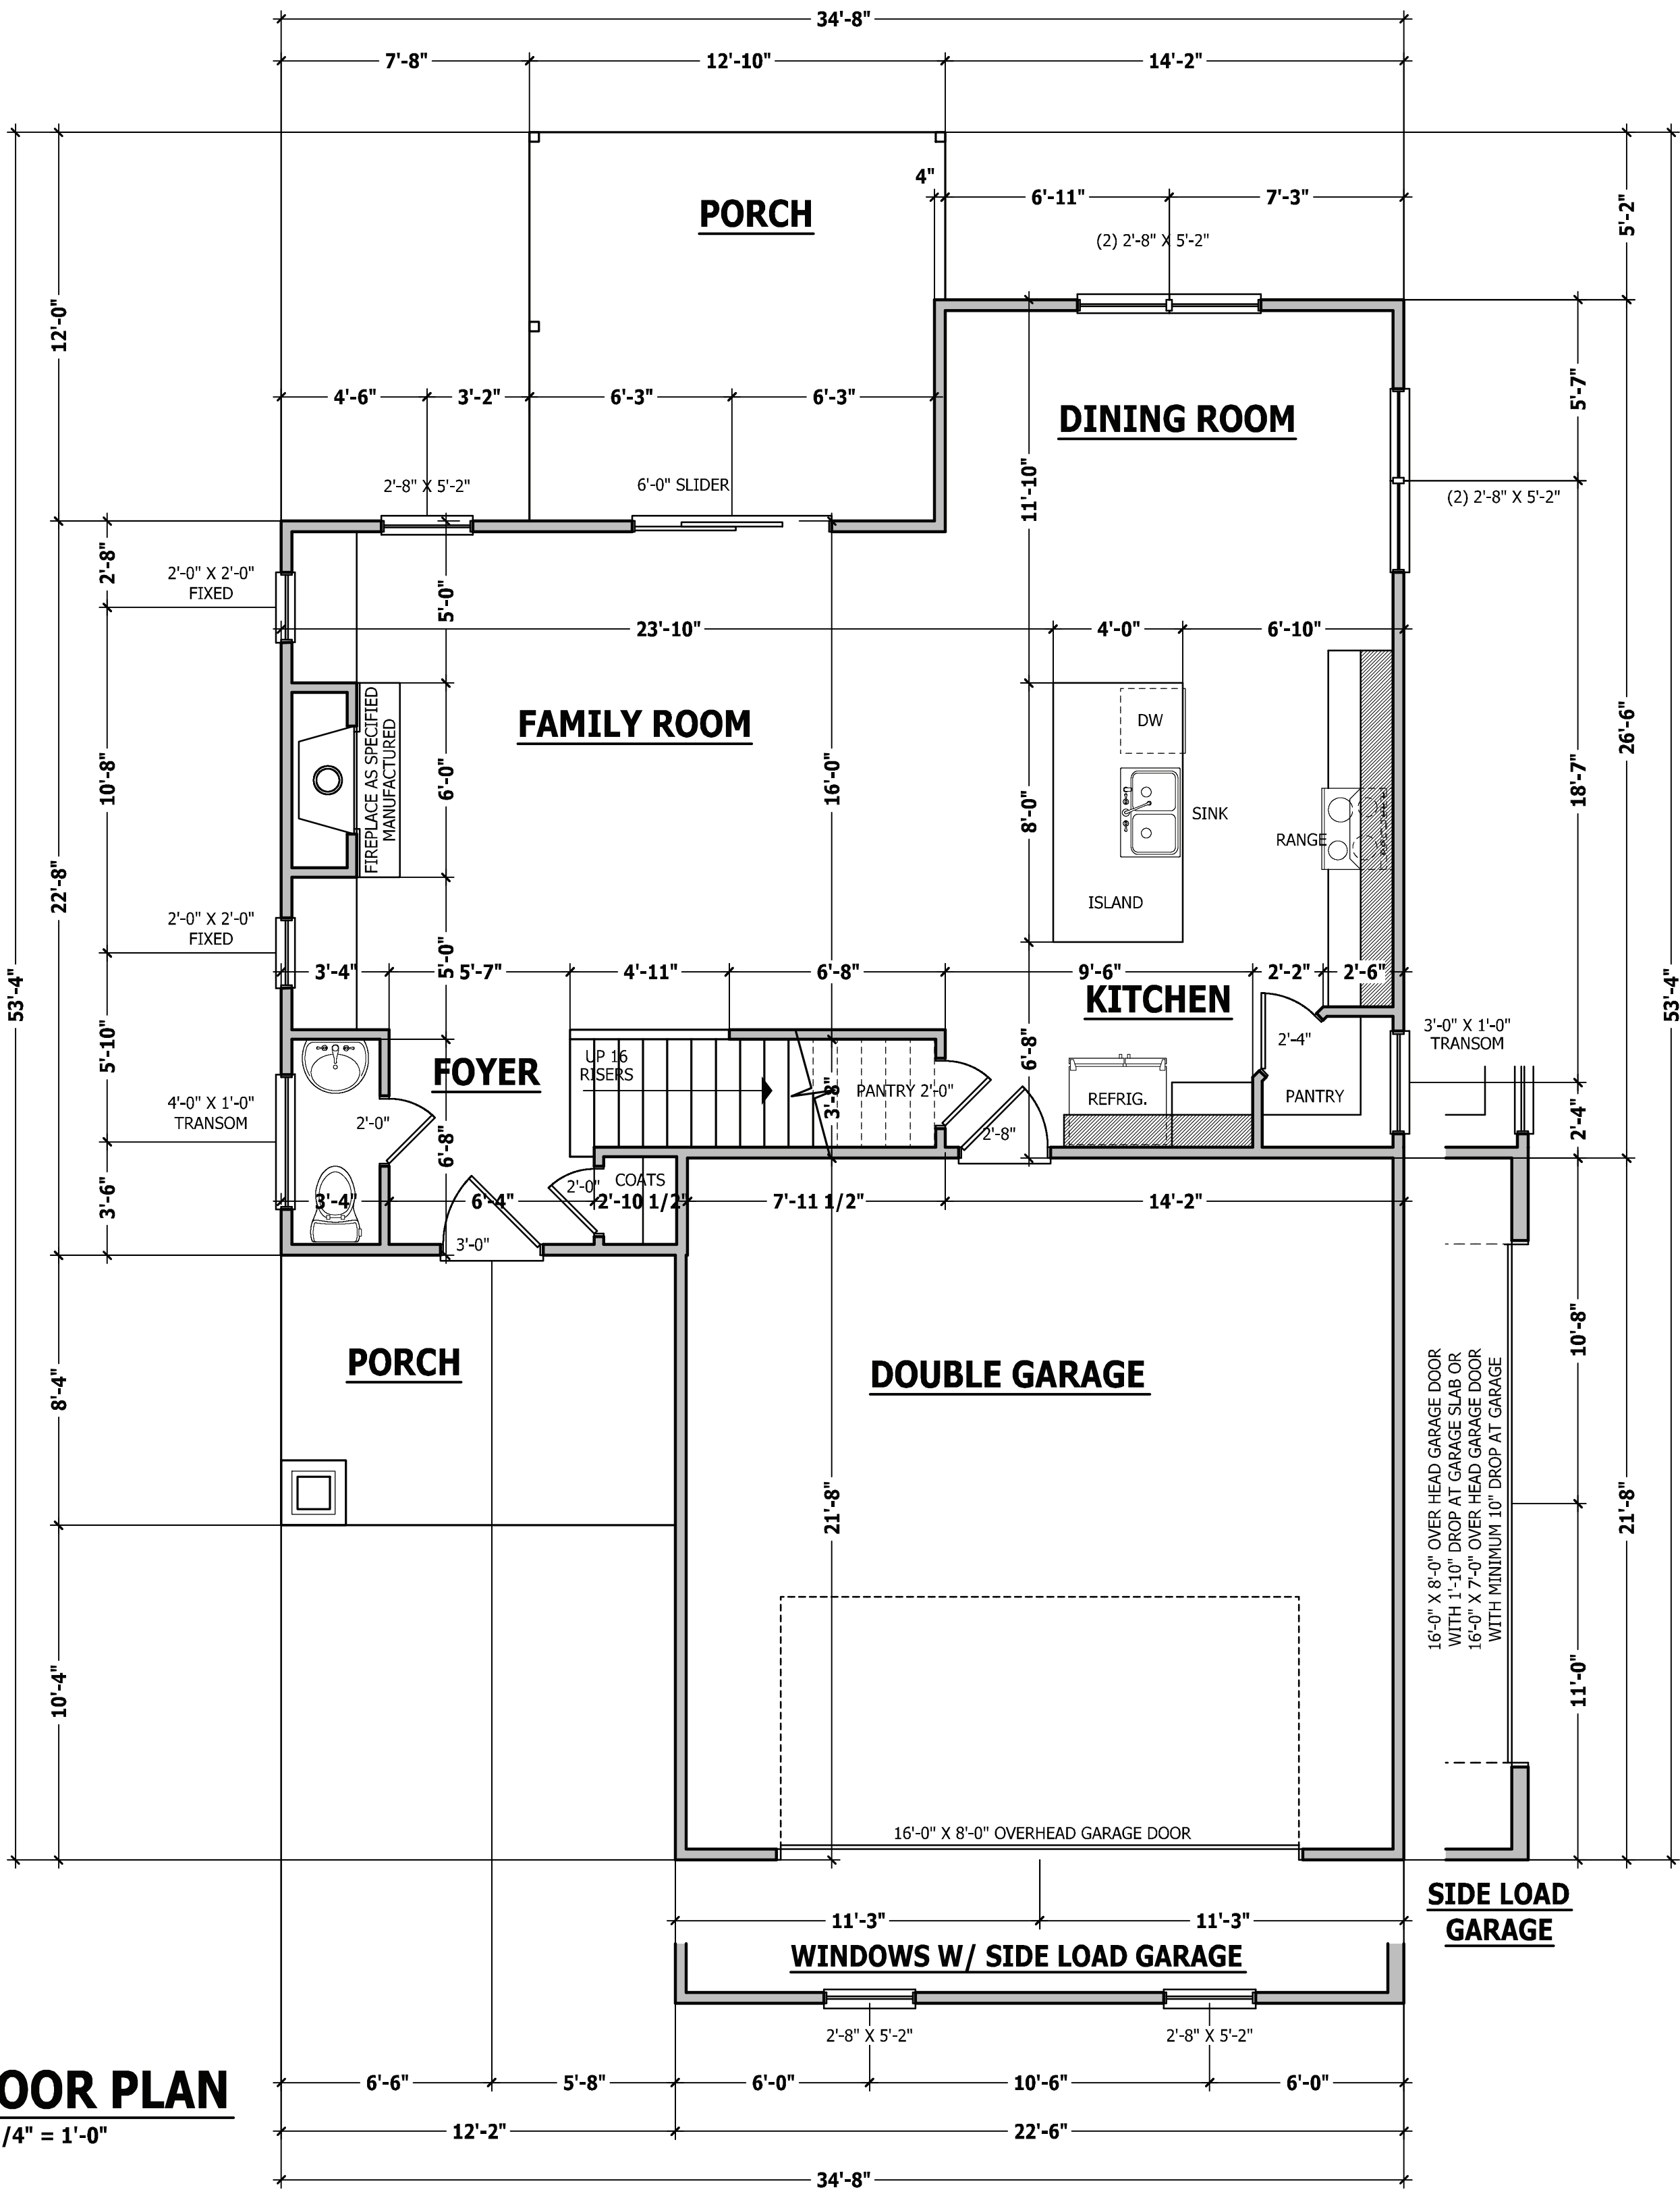 34'-8"
7'-8" 12'-10" 14'-2"
PORCH
4"
6'-11" 7'-3"
(2) 2'-8" X 5'-2"
5'-2"
12'-0"
4'-6" 3'-2" 6'-3" 6'-3"
DINING ROOM
5'-7"
11'-10"
2'-8" X 5'-2"
6'-0" SLIDER
(2) 2'-8" X 5'-2"
2'-8"
2'-0" X 2'-0"
FIXED
5'-0"
23'-10" 4'-0" 6'-10"
FAMILY ROOM
FIREPLACE AS SPECIFIED
MANUFACTURED
DW
26'-6"
10'-8"
6'-0"
16'-0"
8'-0"
18'-7"
SINK
RANGE
22'-8"
ISLAND
2'-0" X 2'-0"
FIXED
5'-0"
3'-4" 5'-7" 4'-11" 6'-8" 9'-6" 2'-2" 2'-6"
53'-4"
53'-4"
KITCHEN
5'-10"
6'-8"
2'-4"
3'-0" X 1'-0"
TRANSOM
FOYER
UP 16
RISERS
3'-8"
PANTRY 2'-0"
REFRIG.
PANTRY
4'-0" X 1'-0"
TRANSOM
2'-0"
6'-8"
2'-8"
2'-4"
3'-6"
COATS
2'-0"
3'-4" 6'-4" 2'-10 1/2" 7'-11 1/2" 14'-2"
3'-0"
PORCH
DOUBLE GARAGE
8'-4"
10'-8"
21'-8"
21'-8"
16'-0" X 8'-0" OVER HEAD GARAGE DOOR
WITH 1'-10" DROP AT GARAGE SLAB OR
16'-0" X 7'-0" OVER HEAD GARAGE DOOR
WITH MINIMUM 10" DROP AT GARAGE
10'-4"
11'-0"
16'-0" X 8'-0" OVERHEAD GARAGE DOOR
SIDE LOAD
GARAGE
11'-3" 11'-3"
WINDOWS W/ SIDE LOAD GARAGE
2'-8" X 5'-2" 2'-8" X 5'-2"
6'-6" 5'-8" 6'-0" 10'-6" 6'-0"
OOR PLAN
/4" = 1'-0"
12'-2" 22'-6"
34'-8"